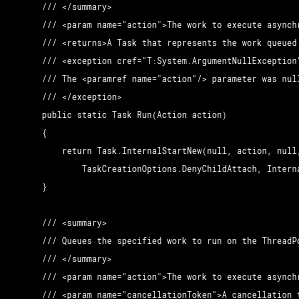 /// </summary>
/// <param name="action">The work to execute asynchr
/// <returns>A Task that represents the work queued
/// <exception cref="T:System.ArgumentNullException"
/// The <paramref name="action"/> parameter was null
/// </exception>
public static Task Run(Action action)
{
return Task.InternalStartNew(null, action, null,
TaskCreationOptions.DenyChildAttach, Interna
}
/// <summary>
/// Queues the specified work to run on the ThreadPo
/// </summary>
/// <param name="action">The work to execute asynchr
/// <param name="cancellationToken">A cancellation t